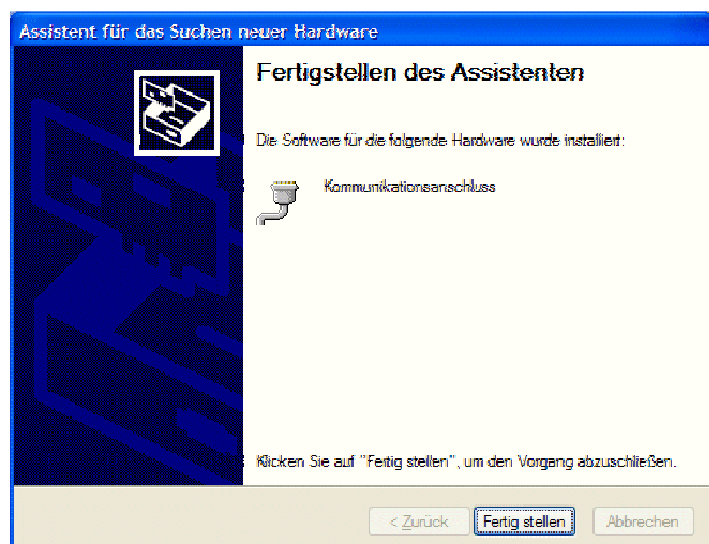 Assistent für das Suchen neuer Hardware
Fertigstellen des Assistenten
Die Software für die folgende Hardware wurde installiert:
Kommunikationsanschluss
Klicken Sie auf "Fertig stellen", um den Vorgang abzuschließen.
< Zurück
Fertig stellen
Abbrechen